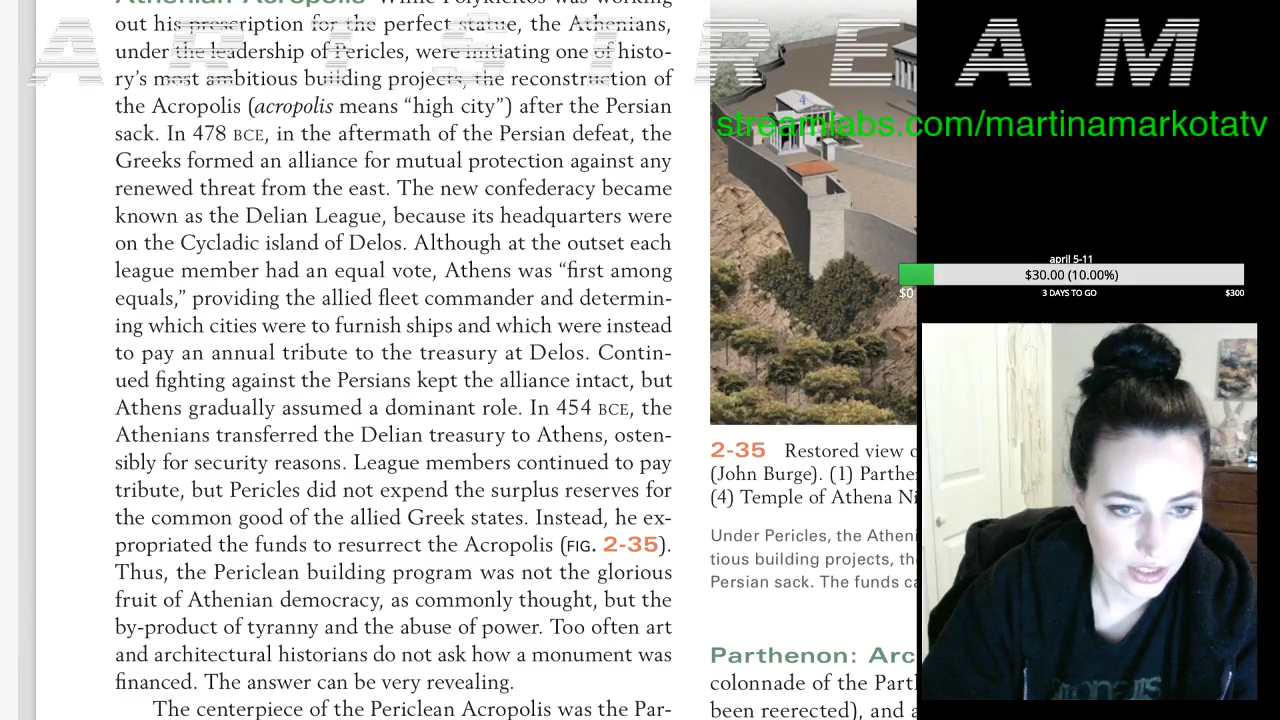 ARTSTREAM
streamlabs.com/martinamarkotatv
Athenian Acropolis While Polykleitos was working
out his prescription for the perfect statue, the Athenians,
under the leadership of Pericles, were initiating one of histo-
ry's most ambitious building projects, the reconstruction of
the Acropolis (acropolis means "high city") after the Persian
sack. In 478 BCE, in the aftermath of the Persian defeat, the
Greeks formed an alliance for mutual protection against any
renewed threat from the east. The new confederacy became
known as the Delian League, because its headquarters were
on the Cycladic island of Delos. Although at the outset each
league member had an equal vote, Athens was "first among
equals," providing the allied fleet commander and determin-
ing which cities were to furnish ships and which were instead
to pay an annual tribute to the treasury at Delos. Contin-
ued fighting against the Persians kept the alliance intact, but
Athens gradually assumed a dominant role. In 454 BCE, the
Athenians transferred the Delian treasury to Athens, osten-
sibly for security reasons. League members continued to pay
tribute, but Pericles did not expend the surplus reserves for
the common good of the allied Greek states. Instead, he ex-
propriated the funds to resurrect the Acropolis (FIG. 2-35).
Thus, the Periclean building program was not the glorious
fruit of Athenian democracy, as commonly thought, but the
by-product of tyranny and the abuse of power. Too often art
and architectural historians do not ask how a monument was
financed. The answer can be very revealing.
The centerpiece of the Periclean Acropolis was the Par-
4
2-35 Restored view o
(John Burge). (1) Parthe
(4) Temple of Athena Ni
Under Pericles, the Atheni
tious building projects, the
Persian sack. The funds ca
Parthenon: Arc
colonnade of the Part
been reerected), and a
april 5-11
$30.00 (10.00%)
$0 3 DAYS TO GO $300